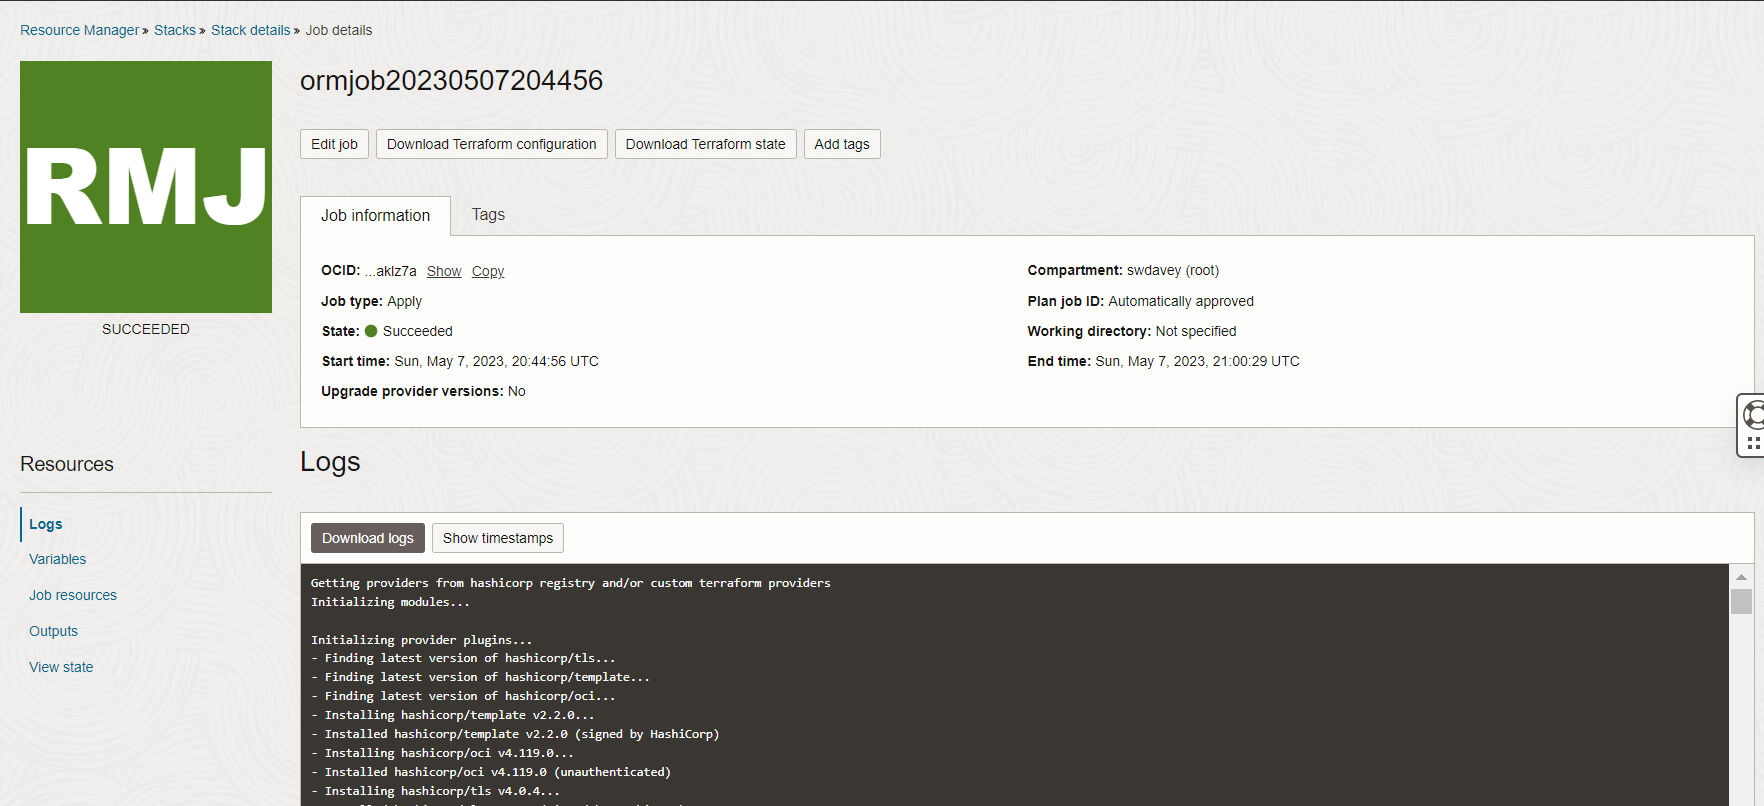 Resource Manager » Stacks » Stack details » Job details
RMJ
SUCCEEDED
ormjob20230507204456
Edit job Download Terraform configuration Download Terraform state Add tags
Job information Tags
OCID: ...aklz7a Show Copy
Job type: Apply
State: Succeeded
Start time: Sun, May 7, 2023, 20:44:56 UTC
Upgrade provider versions: No
Compartment: swdavey (root)
Plan job ID: Automatically approved
Working directory: Not specified
End time: Sun, May 7, 2023, 21:00:29 UTC
Resources
Logs
Variables
Job resources
Outputs
View state
Logs
Download logs Show timestamps
Getting providers from hashicorp registry and/or custom terraform providers
Initializing modules...
Initializing provider plugins...
- Finding latest version of hashicorp/tls...
- Finding latest version of hashicorp/template...
- Finding latest version of hashicorp/oci...
- Installing hashicorp/template v2.2.0...
- Installed hashicorp/template v2.2.0 (signed by HashiCorp)
- Installing hashicorp/oci v4.119.0...
- Installed hashicorp/oci v4.119.0 (unauthenticated)
- Installing hashicorp/tls v4.0.4...